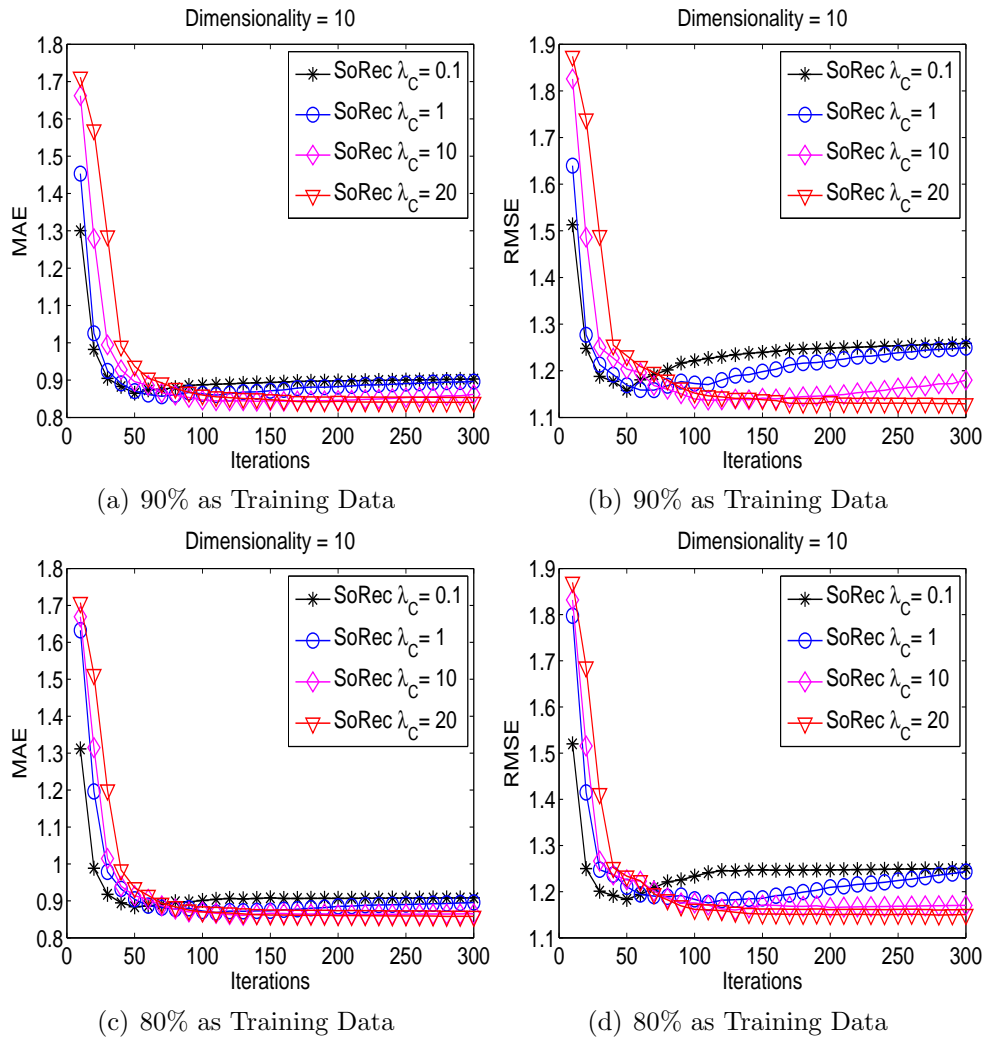 Dimensionality = 10
1.8
1.7
1.6
1.5
1.4
1.3
1.2
1.1
1
0.9
0.8
MAE
SoRec λC= 0.1
SoRec λC= 1
SoRec λC= 10
SoRec λC= 20
0 50 100 150 200 250 300
Iterations
(a) 90% as Training Data
Dimensionality = 10
1.9
1.8
1.7
1.6
1.5
1.4
1.3
1.2
1.1
RMSE
SoRec λC= 0.1
SoRec λC= 1
SoRec λC= 10
SoRec λC= 20
0 50 100 150 200 250 300
Iterations
(b) 90% as Training Data
Dimensionality = 10
1.8
1.7
1.6
1.5
1.4
1.3
1.2
1.1
1
0.9
0.8
MAE
SoRec λC= 0.1
SoRec λC= 1
SoRec λC= 10
SoRec λC= 20
0 50 100 150 200 250 300
Iterations
(c) 80% as Training Data
Dimensionality = 10
1.9
1.8
1.7
1.6
1.5
1.4
1.3
1.2
1.1
RMSE
SoRec λC= 0.1
SoRec λC= 1
SoRec λC= 10
SoRec λC= 20
0 50 100 150 200 250 300
Iterations
(d) 80% as Training Data